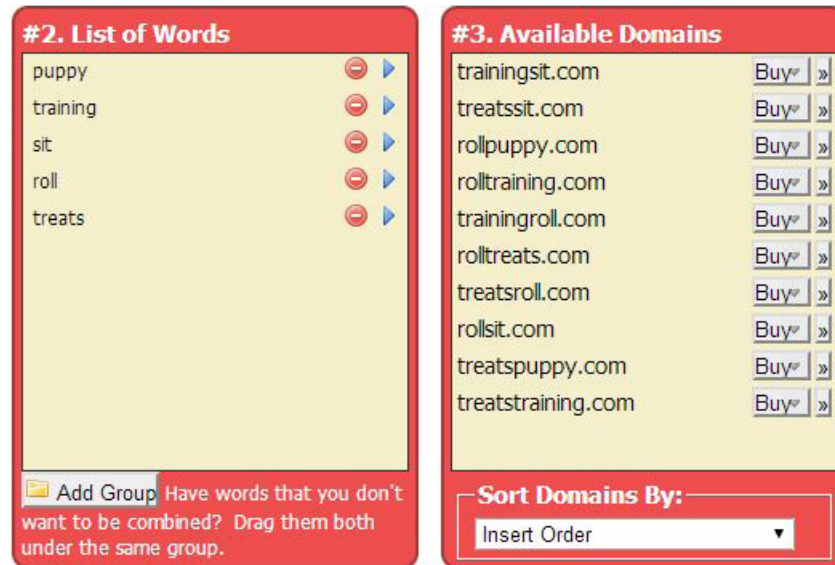 #2. List of Words
puppy
training
sit
roll
treats
Add Group Have words that you don't
want to be combined? Drag them both
under the same group.
#3. Available Domains
trainingsit.com Buy »
treatssit.com Buy »
rollpuppy.com Buy »
rolltraining.com Buy »
trainingroll.com Buy »
rolltreats.com Buy »
treatsroll.com Buy »
rollsit.com Buy »
treatspuppy.com Buy »
treatstraining.com Buy »
Sort Domains By:
Insert Order